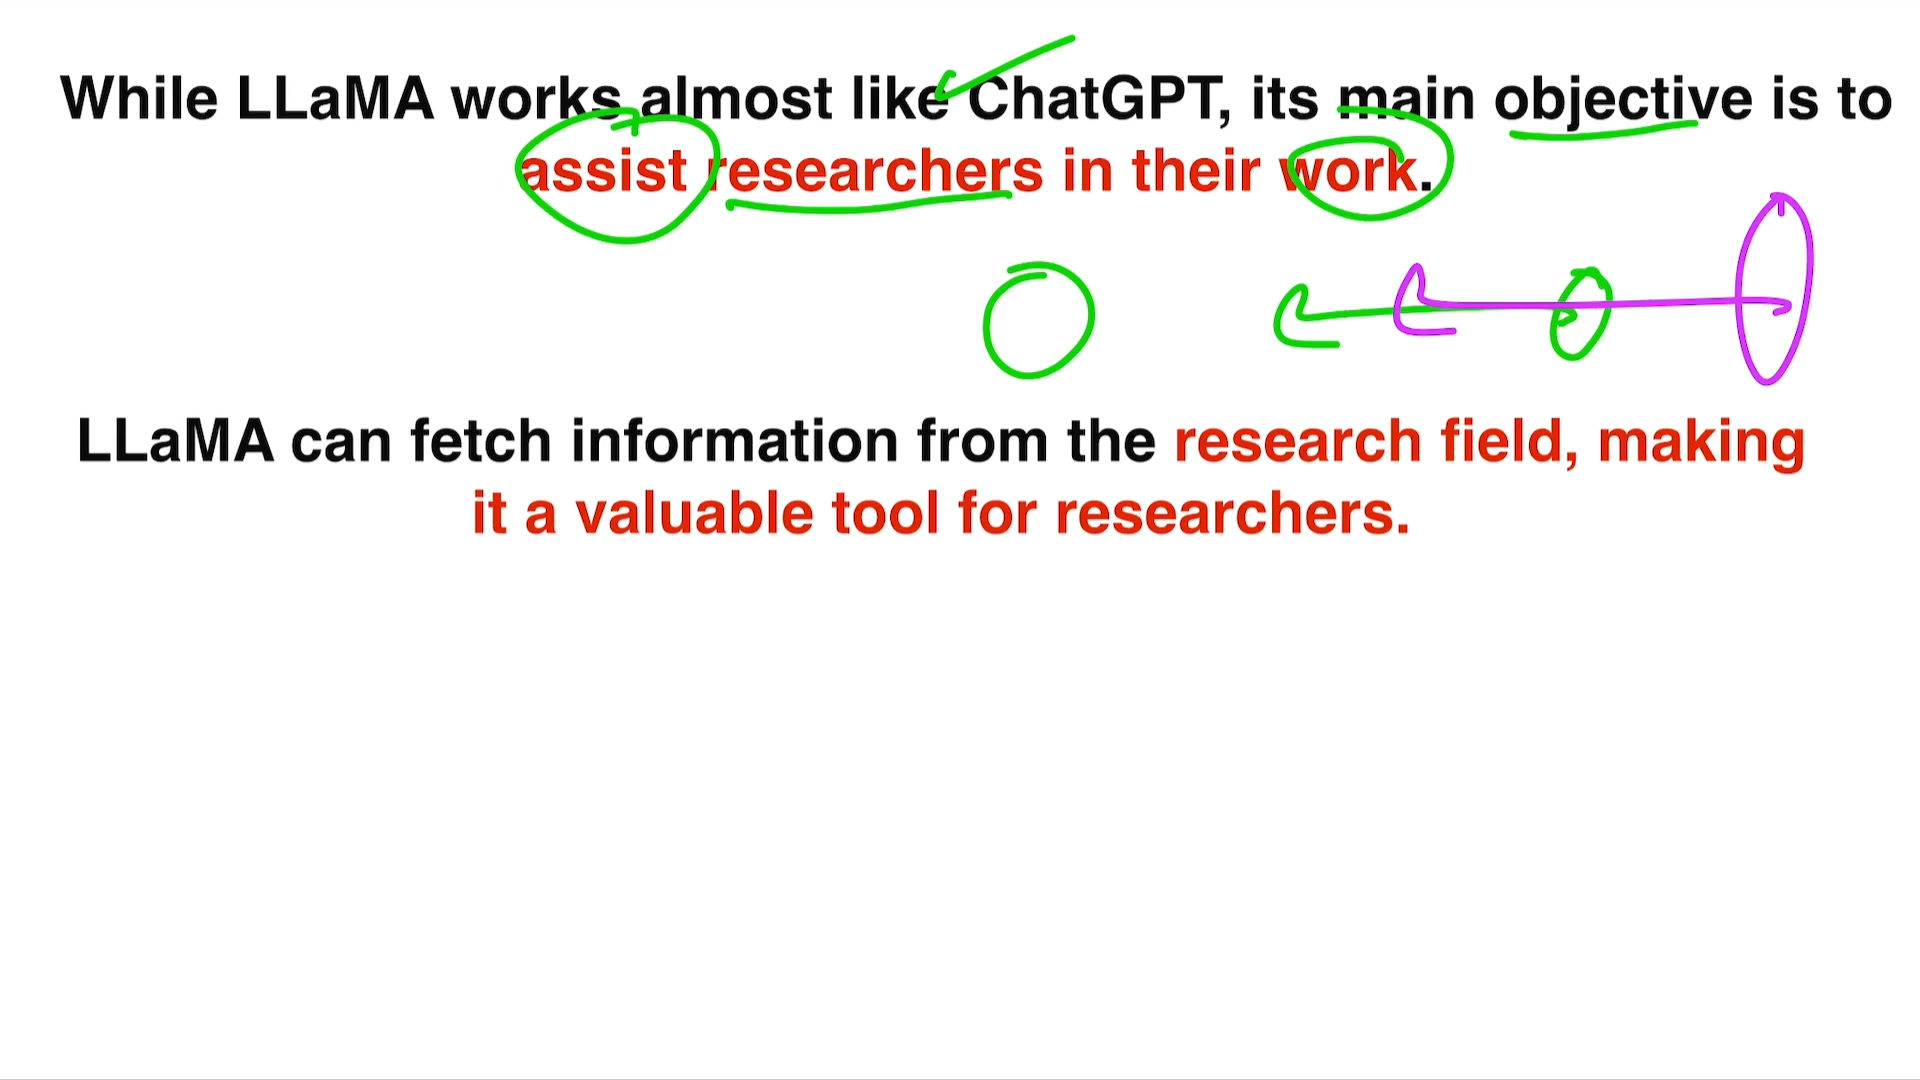 While LLaMA works almost like ChatGPT, its main objective is to
assist researchers in their work.
LLaMA can fetch information from the research field, making
it a valuable tool for researchers.